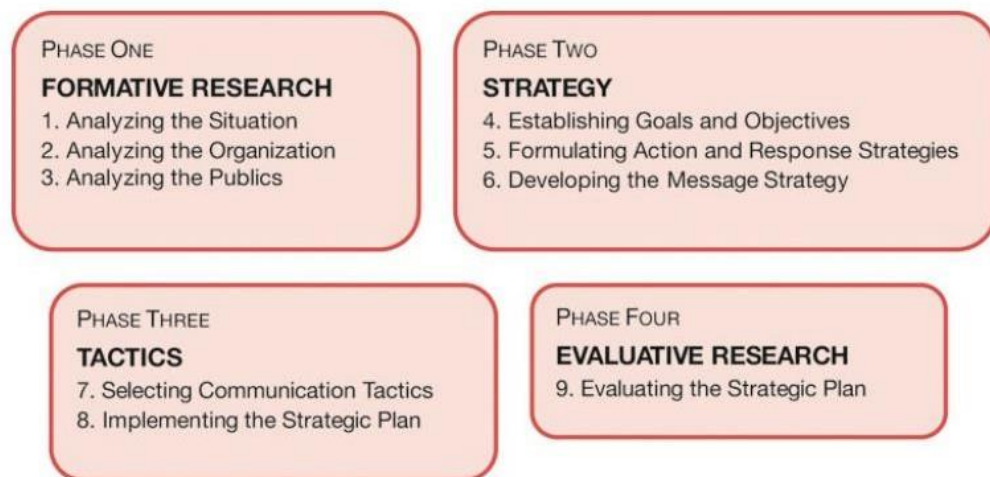 PHASE ONE
FORMATIVE RESEARCH
1. Analyzing the Situation
2. Analyzing the Organization
3. Analyzing the Publics
PHASE TWO
STRATEGY
4. Establishing Goals and Objectives
5. Formulating Action and Response Strategies
6. Developing the Message Strategy
PHASE THREE
TACTICS
7. Selecting Communication Tactics
8. Implementing the Strategic Plan
PHASE FOUR
EVALUATIVE RESEARCH
9. Evaluating the Strategic Plan